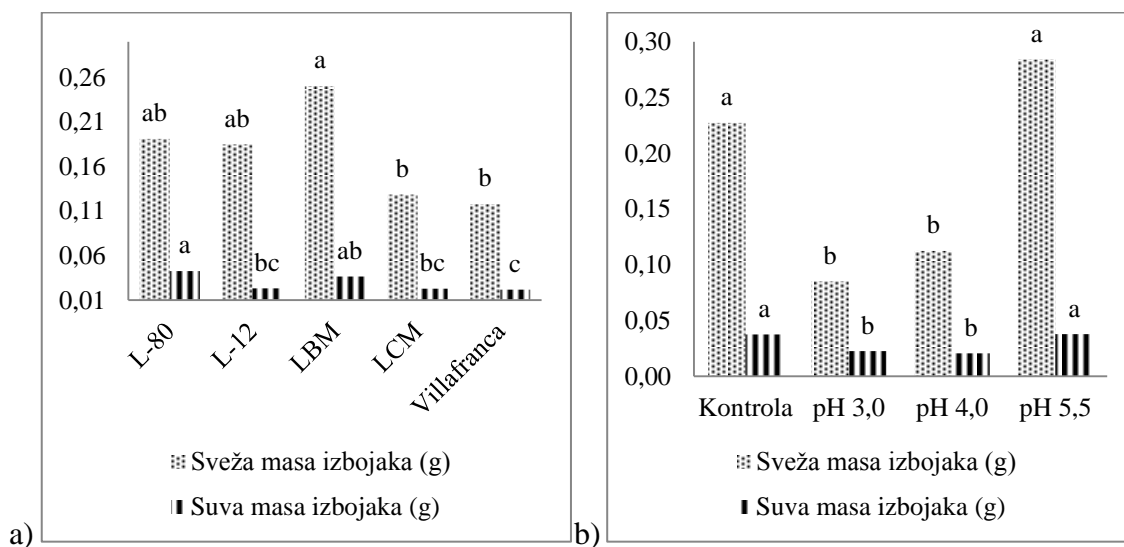 0,26
0,21
0,16
0,11
0,06
0,01
ab
ab
a
b
b
a
bc
ab
bc
c
L-80
L-12
LBM
LCM
Villafranca
Sveža masa izbojaka (g)
Suva masa izbojaka (g)
a)
0,30
0,25
0,20
0,15
0,10
0,05
0,00
a
b
b
a
a
b
b
a
Kontrola
pH 3,0
pH 4,0
pH 5,5
Sveža masa izbojaka (g)
Suva masa izbojaka (g)
b)